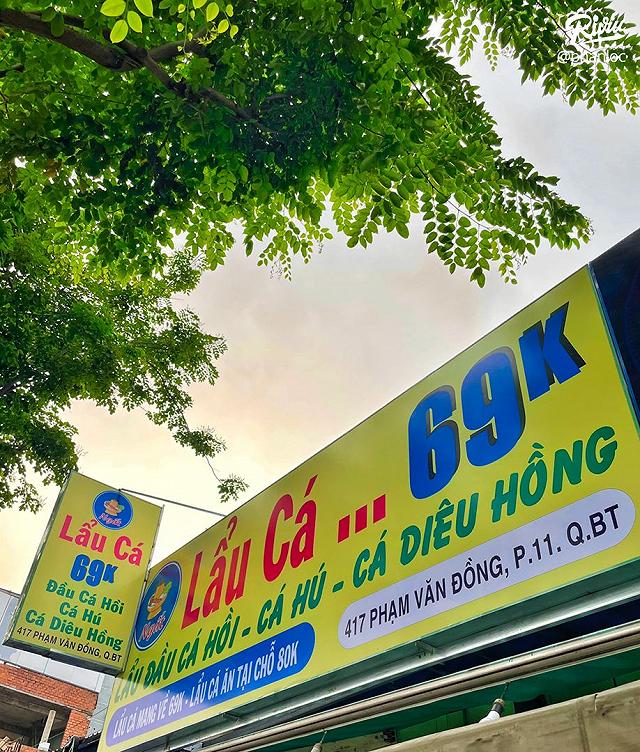 @phanloc
Nguyên
Lẩu Cá
69K
Đầu Cá Hồi
Cá Hú
Cá Diêu Hồng
417 PHẠM VĂN ĐỒNG, Q.BT
Lẩu Cá ... 69K
LẨU ĐẦU CÁ HỒI - CÁ HÚ - CÁ DIÊU HỒNG
417 PHẠM VĂN ĐỒNG, P.11. Q.BT
LẨU CÁ MANG VỀ 69K - LẨU CÁ ĂN TẠI CHỖ 80K